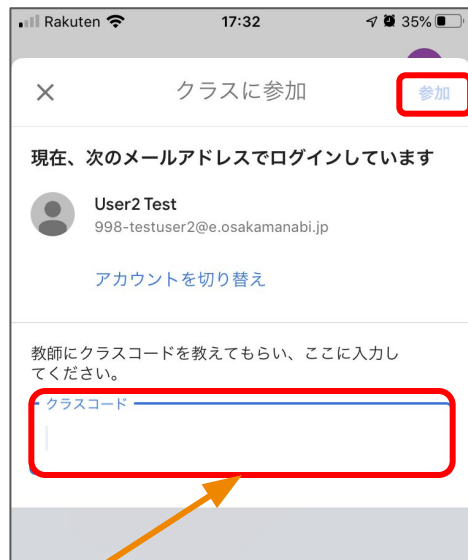 Rakuten 17:32 35%
クラスに参加 参加
現在、次のメールアドレスでログインしています
User2 Test
998-testuser2@e.osakamanabi.jp
アカウントを切り替え
教師にクラスコードを教えてもらい、ここに入力し
てください。
クラスコード